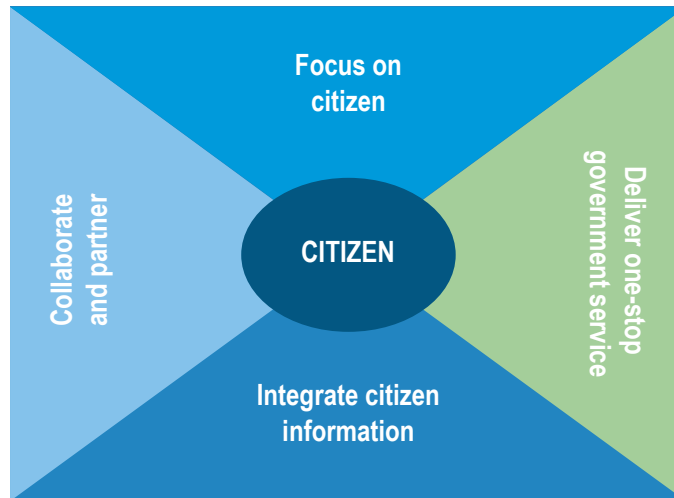 Focus on
citizen
Collaborate
and partner
CITIZEN
Deliver one-stop
government service
Integrate citizen
information